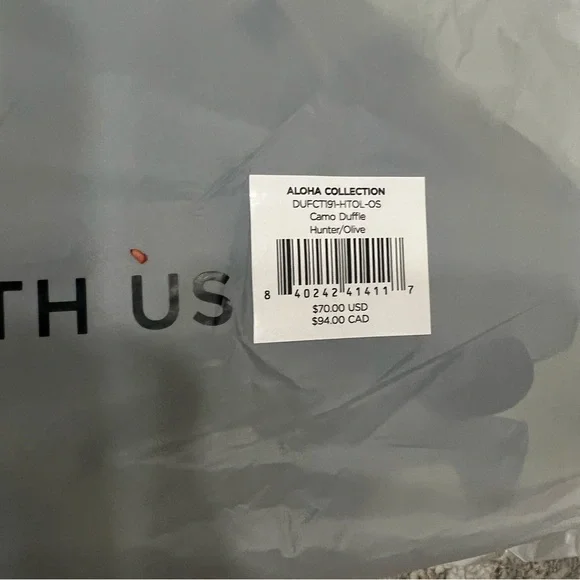 ALOHA COLLECTION
DUFCT191-HTOL-OS
Camo Duffle
Hunter/Olive
8 40242 41411 7
$70.00 USD
$94.00 CAD
TH US